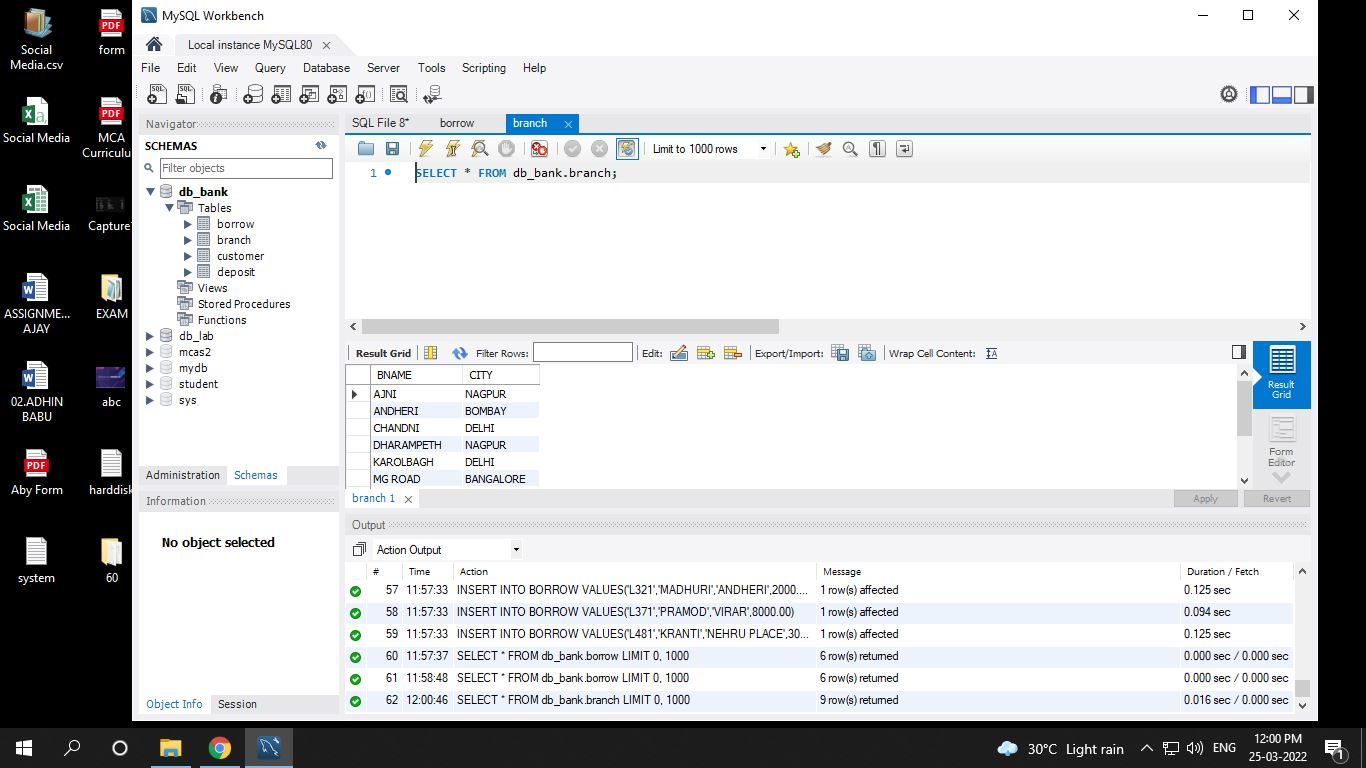 Social
Media.csv
form
Social Media
MCA
Curriculu
Social Media
Capture
ASSIGNME...
AJAY
EXAM
02.ADHIN
BABU
abc
Aby Form
harddisk
system
60
MySQL Workbench
Local instance MySQL80
File Edit View Query Database Server Tools Scripting Help
Navigator
SCHEMAS
Filter objects
db_bank
Tables
borrow
branch
customer
deposit
Views
Stored Procedures
Functions
db_lab
mcas2
mydb
student
sys
Administration Schemas
Information
No object selected
Object Info Session
SQL File 8* borrow branch
Limit to 1000 rows
1 SELECT * FROM db_bank.branch;
Result Grid Filter Rows: Edit: Export/Import: Wrap Cell Content:
BNAME CITY
AJNI NAGPUR
ANDHERI BOMBAY
CHANDNI DELHI
DHARAMPETH NAGPUR
KAROLBAGH DELHI
MG ROAD BANGALORE
Result
Grid
Form
Editor
branch 1
Apply Revert
Output
Action Output
# Time Action Message Duration / Fetch
57 11:57:33 INSERT INTO BORROW VALUES('L321','MADHURI','ANDHERI',2000.... 1 row(s) affected 0.125 sec
58 11:57:33 INSERT INTO BORROW VALUES('L371','PRAMOD','VIRAR',8000.00) 1 row(s) affected 0.094 sec
59 11:57:33 INSERT INTO BORROW VALUES('L481','KRANTI','NEHRU PLACE',30... 1 row(s) affected 0.125 sec
60 11:57:37 SELECT * FROM db_bank.borrow LIMIT 0, 1000 6 row(s) returned 0.000 sec / 0.000 sec
61 11:58:48 SELECT * FROM db_bank.borrow LIMIT 0, 1000 6 row(s) returned 0.000 sec / 0.000 sec
62 12:00:46 SELECT * FROM db_bank.branch LIMIT 0, 1000 9 row(s) returned 0.016 sec / 0.000 sec
30°C Light rain ENG
12:00 PM
25-03-2022
1